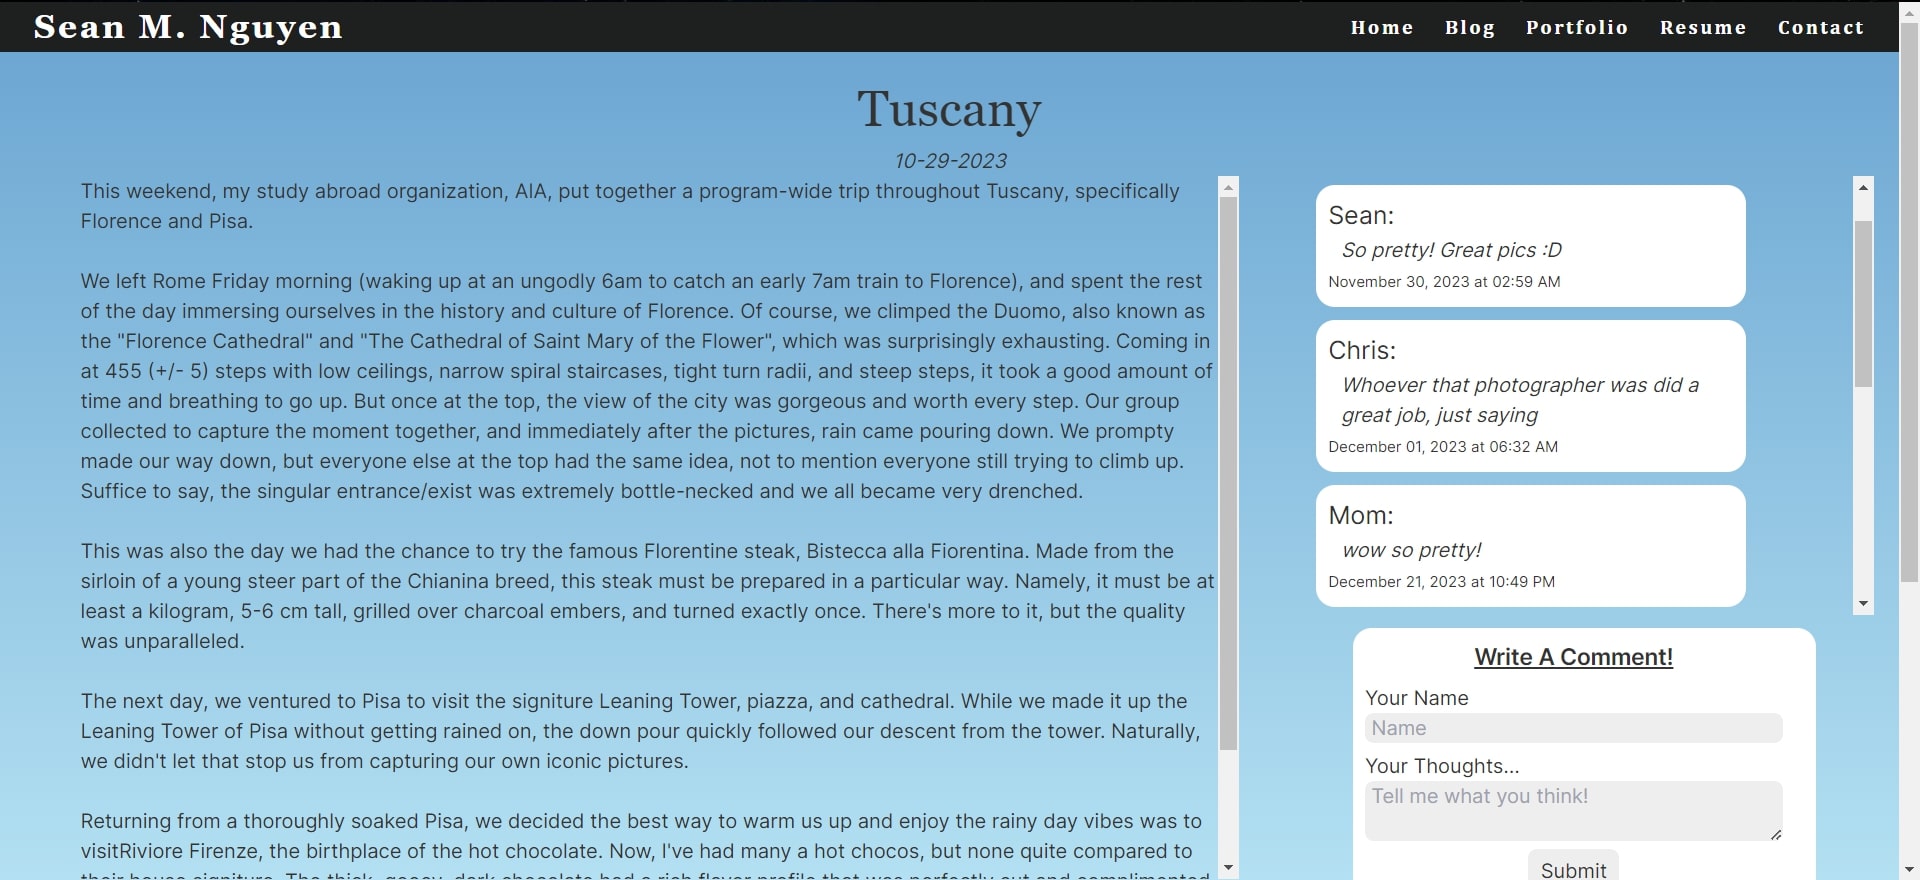 Sean M. Nguyen
Home Blog Portfolio Resume Contact
Tuscany
10-29-2023
This weekend, my study abroad organization, AIA, put together a program-wide trip throughout Tuscany, specifically
Florence and Pisa.
We left Rome Friday morning (waking up at an ungodly 6am to catch an early 7am train to Florence), and spent the rest
of the day immersing ourselves in the history and culture of Florence. Of course, we climped the Duomo, also known as
the "Florence Cathedral" and "The Cathedral of Saint Mary of the Flower", which was surprisingly exhausting. Coming in
at 455 (+/- 5) steps with low ceilings, narrow spiral staircases, tight turn radii, and steep steps, it took a good amount of
time and breathing to go up. But once at the top, the view of the city was gorgeous and worth every step. Our group
collected to capture the moment together, and immediately after the pictures, rain came pouring down. We prompty
made our way down, but everyone else at the top had the same idea, not to mention everyone still trying to climb up.
Suffice to say, the singular entrance/exist was extremely bottle-necked and we all became very drenched.
This was also the day we had the chance to try the famous Florentine steak, Bistecca alla Fiorentina. Made from the
sirloin of a young steer part of the Chianina breed, this steak must be prepared in a particular way. Namely, it must be at
least a kilogram, 5-6 cm tall, grilled over charcoal embers, and turned exactly once. There's more to it, but the quality
was unparalleled.
The next day, we ventured to Pisa to visit the signiture Leaning Tower, piazza, and cathedral. While we made it up the
Leaning Tower of Pisa without getting rained on, the down pour quickly followed our descent from the tower. Naturally,
we didn't let that stop us from capturing our own iconic pictures.
Returning from a thoroughly soaked Pisa, we decided the best way to warm us up and enjoy the rainy day vibes was to
visitRiviore Firenze, the birthplace of the hot chocolate. Now, I've had many a hot chocos, but none quite compared to
their house signiture. The thick, gooey, dark chocolate had a rich flavor profile that was perfectly cut and complimented
Sean:
So pretty! Great pics :D
November 30, 2023 at 02:59 AM
Chris:
Whoever that photographer was did a
great job, just saying
December 01, 2023 at 06:32 AM
Mom:
wow so pretty!
December 21, 2023 at 10:49 PM
Write A Comment!
Your Name
Name
Your Thoughts...
Tell me what you think!
Submit